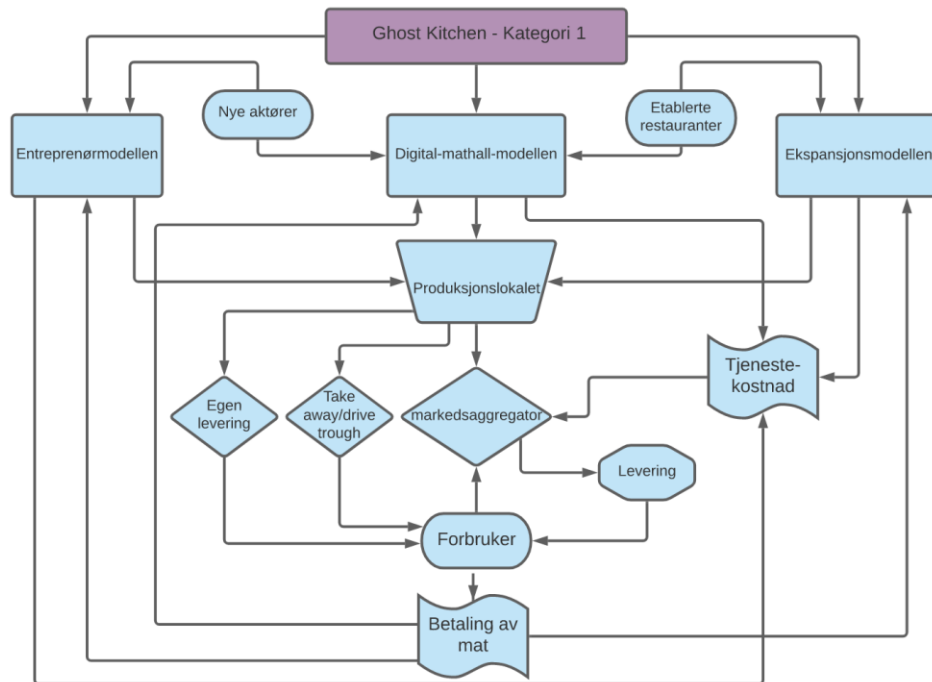 Ghost Kitchen - Kategori 1
Nye aktører
Etablerte
restauranter
Entreprenørmodellen
Digital-mathall-modellen
Ekspansjonsmodellen
Produksjonslokalet
Tjeneste-
kostnad
Egen
levering
Take
away/drive
trough
markedsaggregator
Levering
Forbruker
Betaling av
mat